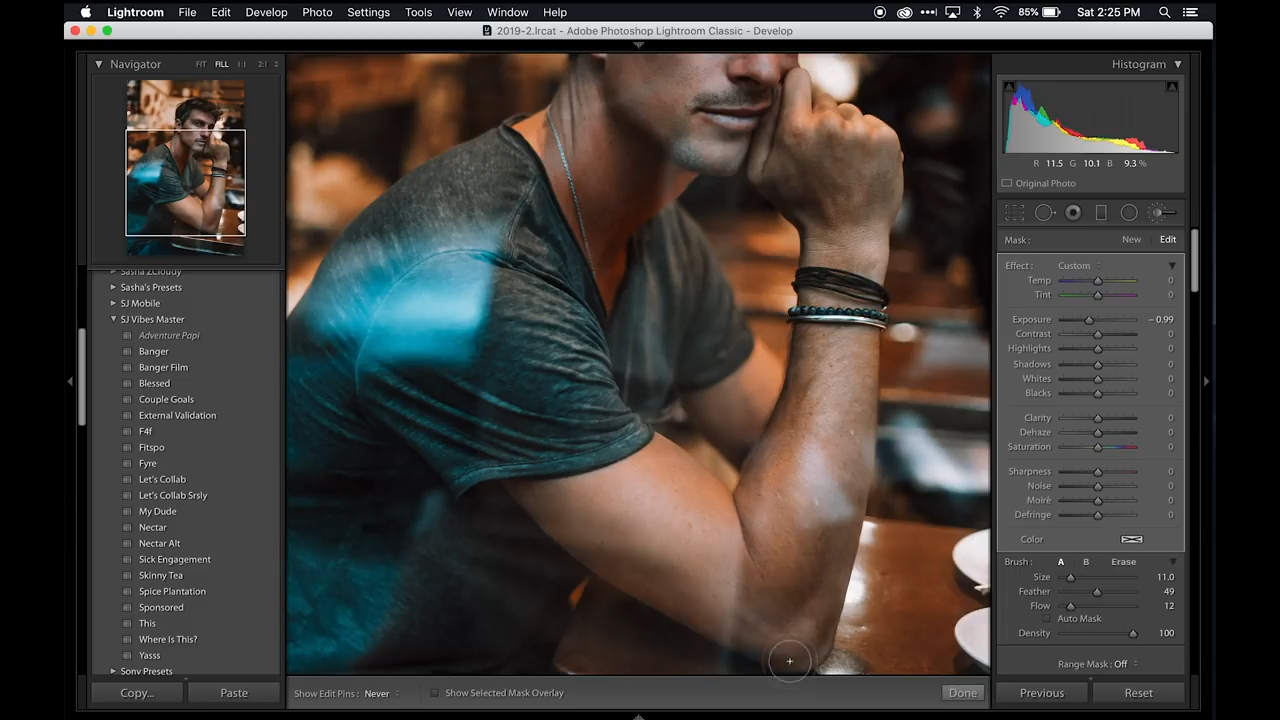 Lightroom File Edit Develop Photo Settings Tools View Window Help 85% Sat 2:25 PM
2019-2.lrcat - Adobe Photoshop Lightroom Classic - Develop
Navigator FIT FILL 1:1 2:1
Histogram
R 11.5 G 10.1 B 9.3 %
Original Photo
Mask : New Edit
Effect : Custom
Temp 0
Tint 0
Exposure – 0.99
Contrast 0
Highlights 0
Shadows 0
Whites 0
Blacks 0
Clarity 0
Dehaze 0
Saturation 0
Sharpness 0
Noise 0
Moiré 0
Defringe 0
Color
Brush : A B Erase
Size 11.0
Feather 49
Flow 12
Auto Mask
Density 100
Range Mask : Off
Sasha ZCloudy
Sasha's Presets
SJ Mobile
SJ Vibes Master
Adventure Papi
Banger
Banger Film
Blessed
Couple Goals
External Validation
F4f
Fitspo
Fyre
Let's Collab
Let's Collab Srsly
My Dude
Nectar
Nectar Alt
Sick Engagement
Skinny Tea
Spice Plantation
Sponsored
This
Where Is This?
Yasss
Sony Presets
Copy... Paste
Show Edit Pins : Never Show Selected Mask Overlay Done
Previous Reset